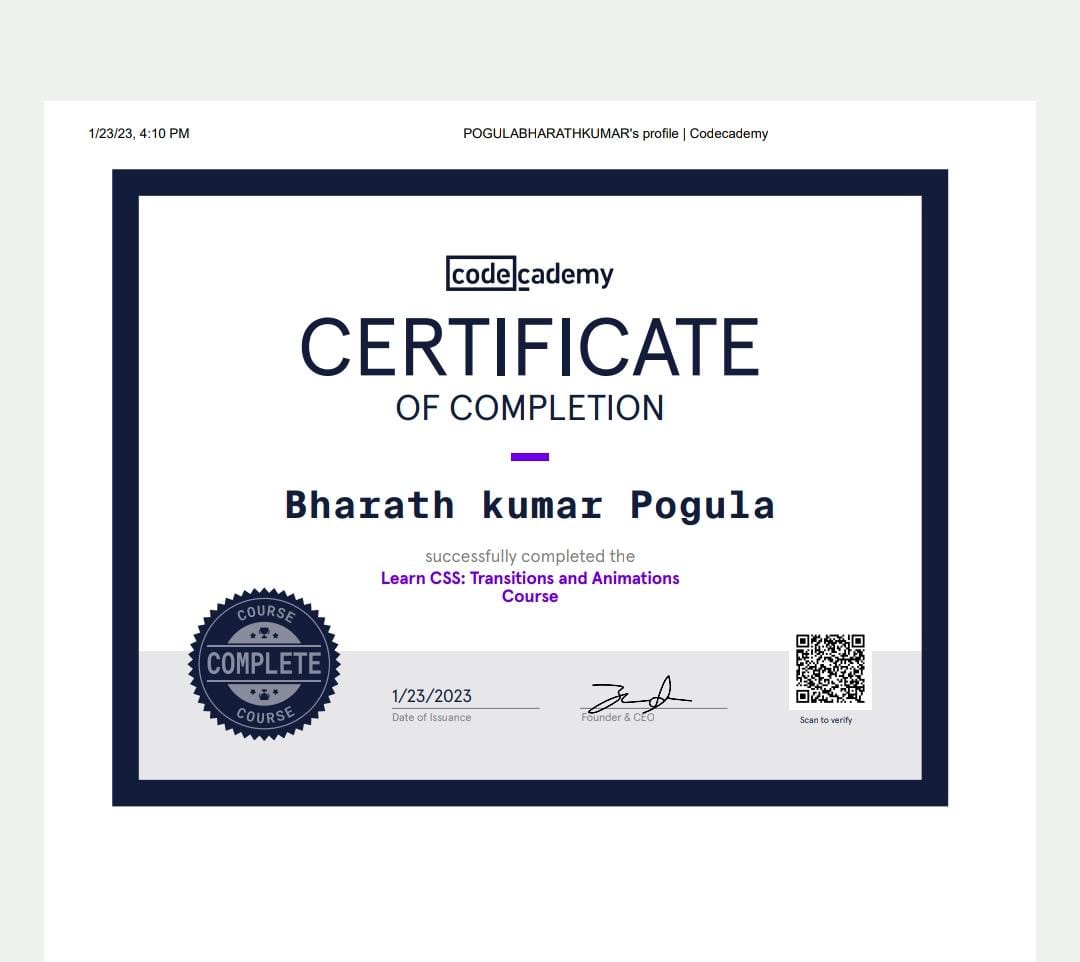 1/23/23, 4:10 PM
POGULABHARATHKUMAR's profile | Codecademy
codecademy
CERTIFICATE
OF COMPLETION
Bharath kumar Pogula
successfully completed the
Learn CSS: Transitions and Animations
Course
COURSE
COMPLETE
COURSE
1/23/2023
Date of Issuance
Founder & CEO
Scan to verify